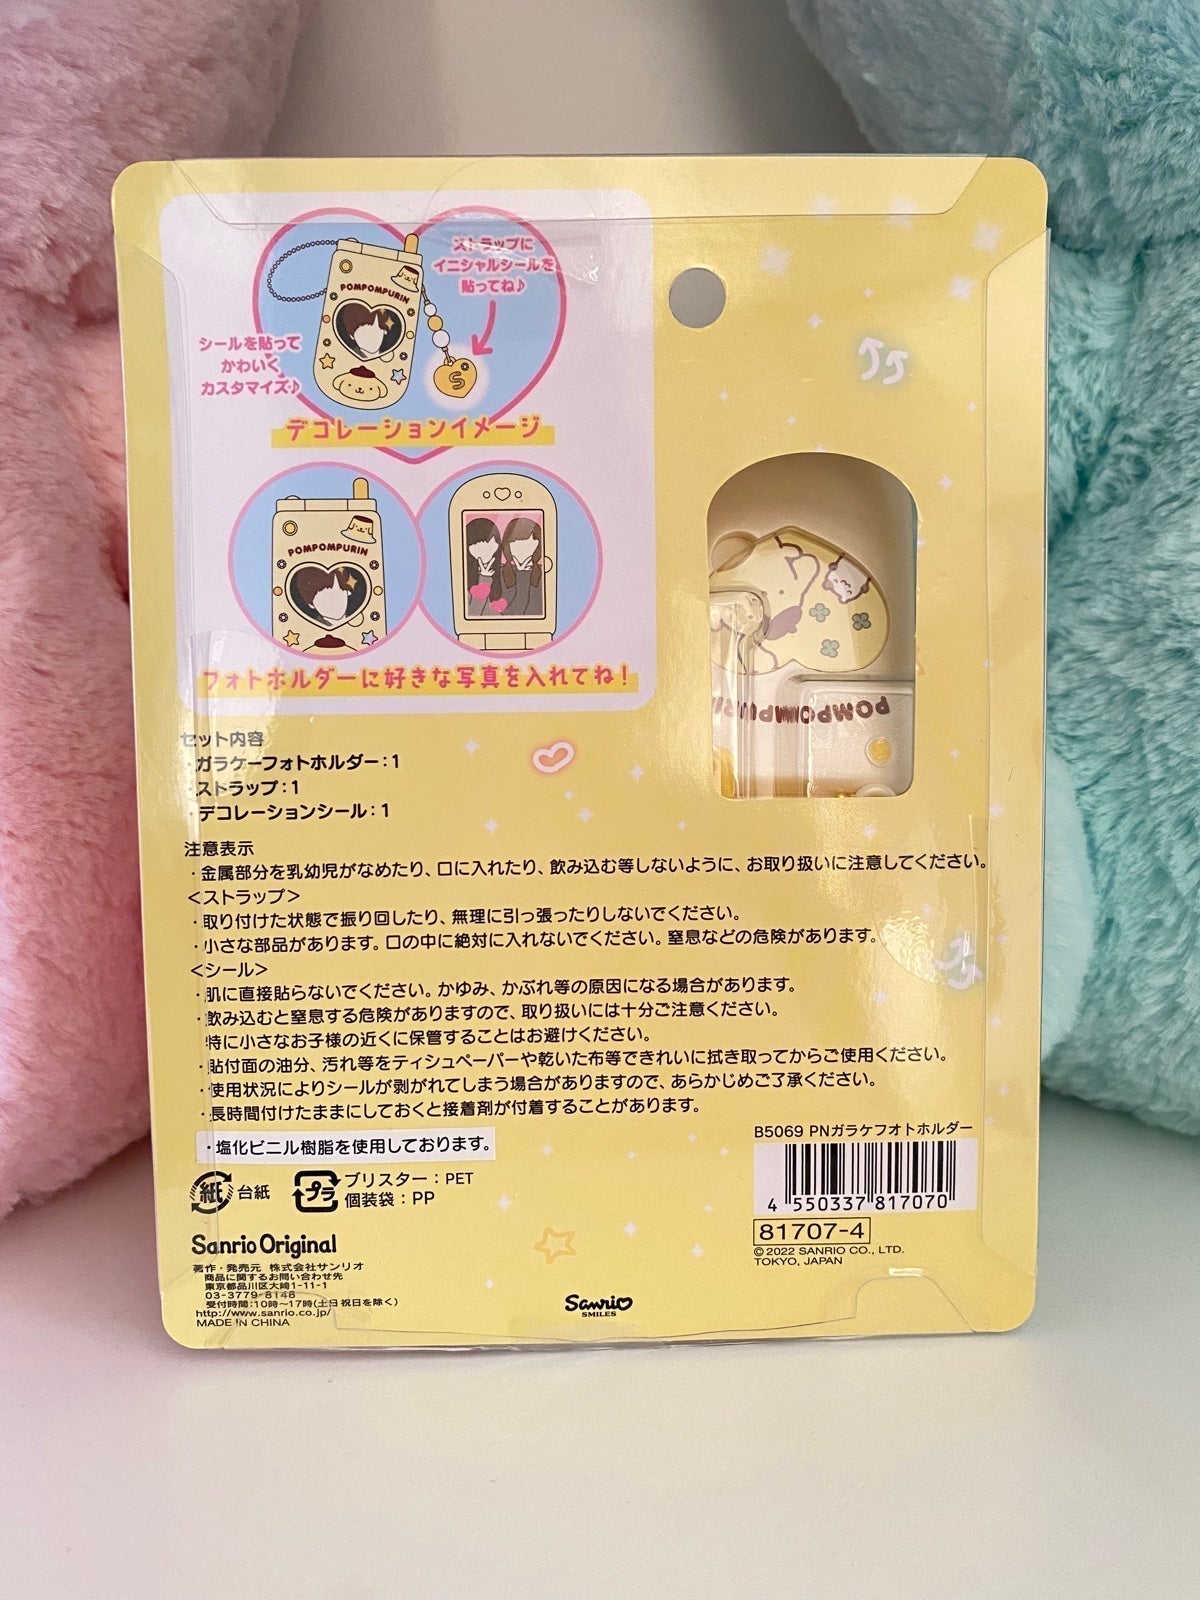 ストラップに
イニシャルシールを
貼ってね♪
POMPOMPURIN
シールを貼って
かわいく
カスタマイズ♪
S
デコレーションイメージ
POMPOMPURIN
フォトホルダーに好きな写真を入れてね!
POMPOMPURIN
セット内容
・ガラケーフォトホルダー:1
・ストラップ:1
・デコレーションシール:1
注意表示
・金属部分を乳幼児がなめたり、口に入れたり、飲み込む等しないように、お取り扱いに注意してください。
<ストラップ>
・取り付けた状態で振り回したり、無理に引っ張ったりしないでください。
・小さな部品があります。口の中に絶対に入れないでください。窒息などの危険があります。
<シール>
・肌に直接貼らないでください。かゆみ、かぶれ等の原因になる場合があります。
・飲み込むと窒息する危険がありますので、取り扱いには十分ご注意ください。
特に小さなお子様の近くに保管することはお避けください。
・貼付面の油分、汚れ等をティシュペーパーや乾いた布等できれいに拭き取ってからご使用ください。
・使用状況によりシールが剥がれてしまう場合がありますので、あらかじめご了承ください。
・長時間付けたままにしておくと接着剤が付着することがあります。
・塩化ビニル樹脂を使用しております。
紙 台紙
プラ ブリスター:PET
個装袋:PP
B5069 PNガラケフオトホルダー
4 550337 817070
81707-4
© 2022 SANRIO CO., LTD.
TOKYO, JAPAN
Sanrio Original
著作・発売元 株式会社サンリオ
商品に関するお問い合わせ先
東京都品川区大崎1-11-1
03-3779-8148
受付時間:10時～17時(土日祝日を除く)
http://www.sanrio.co.jp/
MADE IN CHINA
Sanrio
SMILES